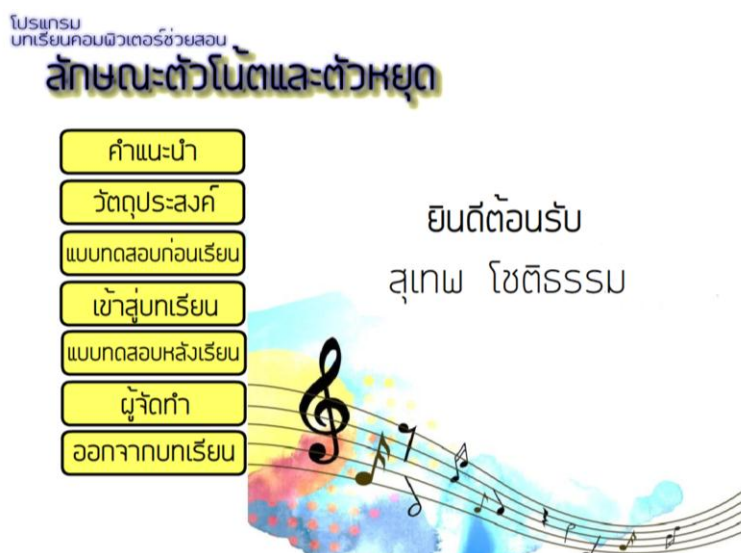 โปรแกรม
บทเรียนคอมพิวเตอร์ช่วยสอน
ลักษณะตัวโน้ตและตัวหยุด
คำแนะนำ
วัตถุประสงค์
แบบทดสอบก่อนเรียน
เข้าสู่บทเรียน
แบบทดสอบหลังเรียน
ผู้จัดทำ
ออกจากบทเรียน
ยินดีต้อนรับ
สุเทพ โชติธรรม